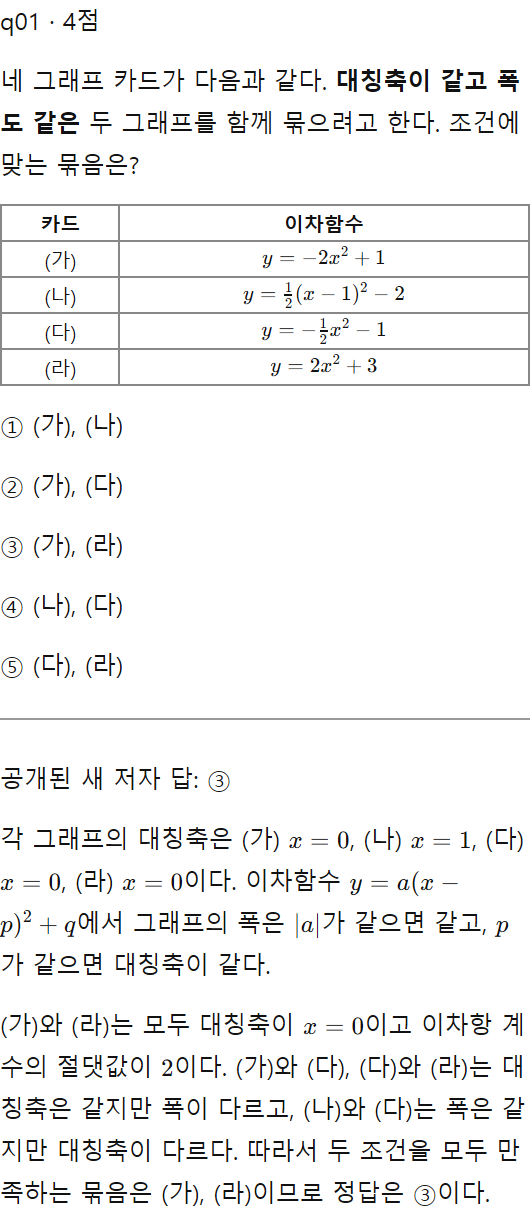 q01 · 4점
네 그래프 카드가 다음과 같다. 대칭축이 같고 폭
도 같은 두 그래프를 함께 묶으려고 한다. 조건에
맞는 묶음은?
카드 이차함수
(가) y = −2x² + 1
(나) y = ½(x − 1)² − 2
(다) y = −½x² − 1
(라) y = 2x² + 3
① (가), (나)
② (가), (다)
③ (가), (라)
④ (나), (다)
⑤ (다), (라)
공개된 새 저자 답: ③
각 그래프의 대칭축은 (가) x = 0, (나) x = 1, (다)
x = 0, (라) x = 0이다. 이차함수 y = a(x −
p)² + q에서 그래프의 폭은 |a|가 같으면 같고, p
가 같으면 대칭축이 같다.
(가)와 (라)는 모두 대칭축이 x = 0이고 이차항 계
수의 절댓값이 2이다. (가)와 (다), (다)와 (라)는 대
칭축은 같지만 폭이 다르고, (나)와 (다)는 폭은 같
지만 대칭축이 다르다. 따라서 두 조건을 모두 만
족하는 묶음은 (가), (라)이므로 정답은 ③이다.